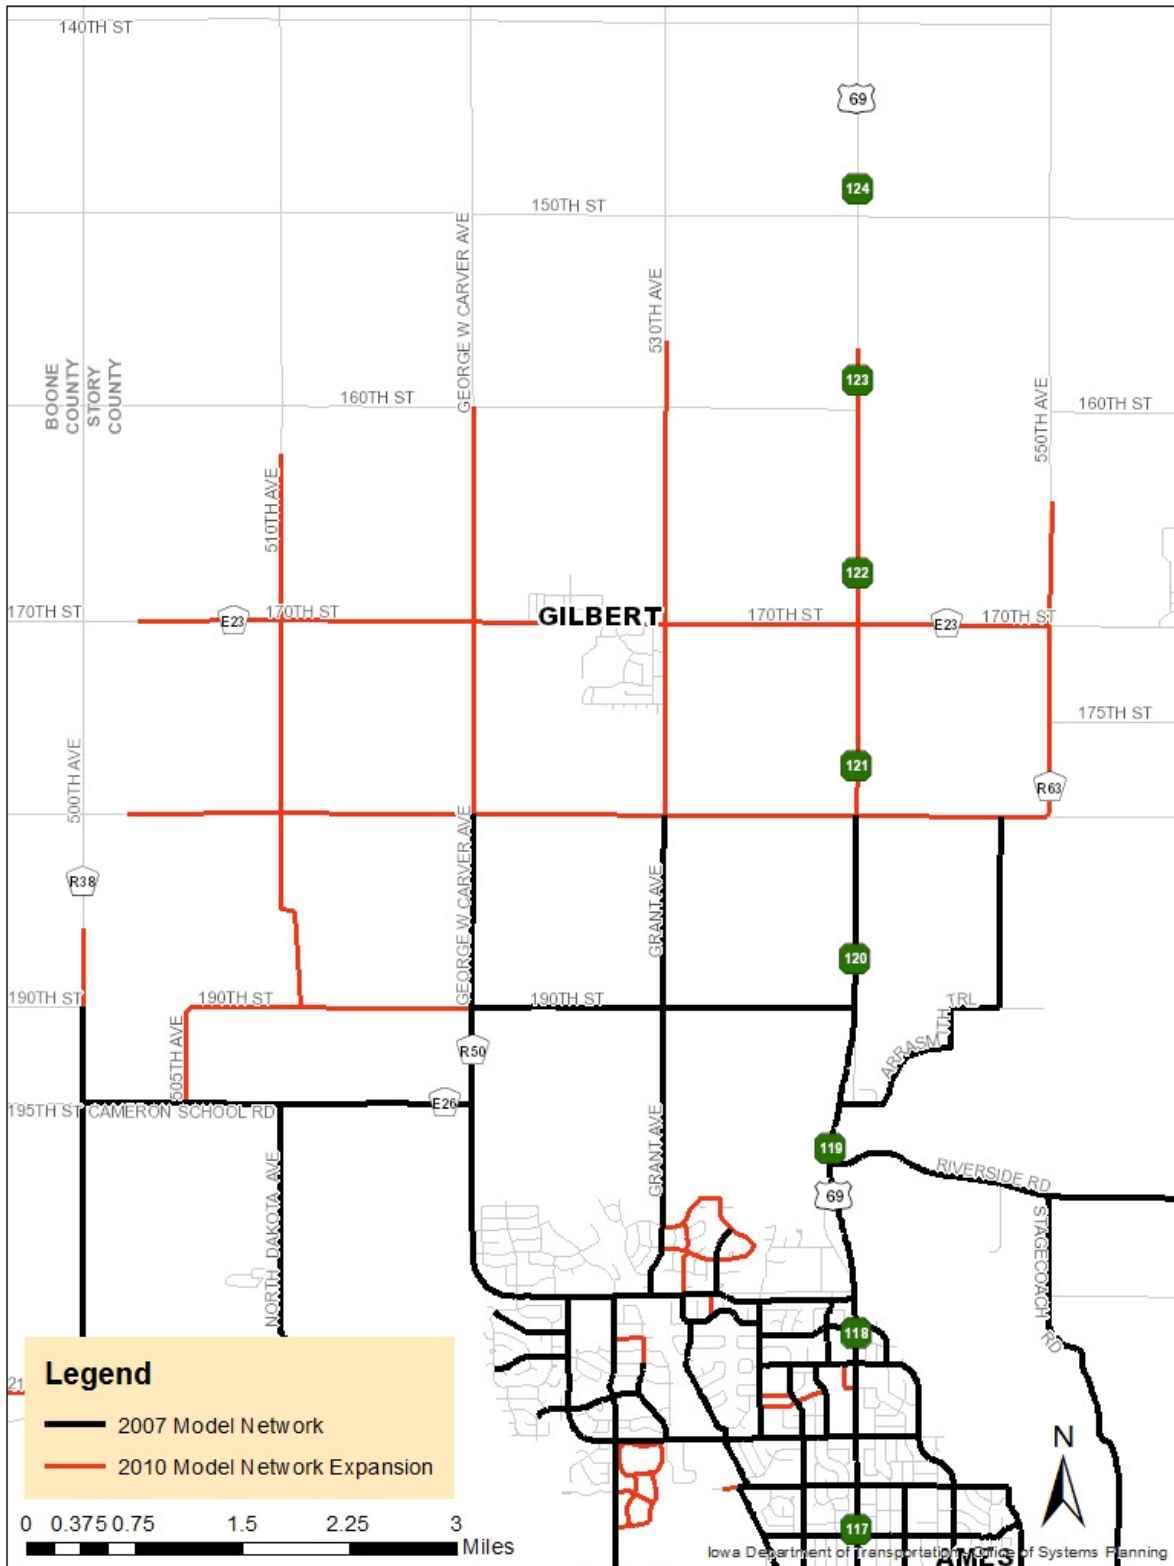 140TH ST
69
124
150TH ST
GEORGE W CARVER AVE
530TH AVE
123
BOONE
COUNTY
STORY
COUNTY
160TH ST
550TH AVE
160TH ST
510TH AVE
122
170TH ST
E23
170TH ST
GILBERT
170TH ST
E23
170TH ST
175TH ST
500TH AVE
121
R63
R38
GEORGE W CARVER AVE
GRANT AVE
120
190TH ST
190TH ST
190TH ST
ARRASMITH TRL
505TH AVE
R50
E26
195TH ST
CAMERON SCHOOL RD
NORTH DAKOTA AVE
GRANT AVE
119
RIVERSIDE RD
69
STAGECOACH RD
118
Legend
21
2007 Model Network
2010 Model Network Expansion
N
0 0.375 0.75 1.5 2.25 3
Miles
117
AMES
Iowa Department of Transportation - Office of Systems Planning